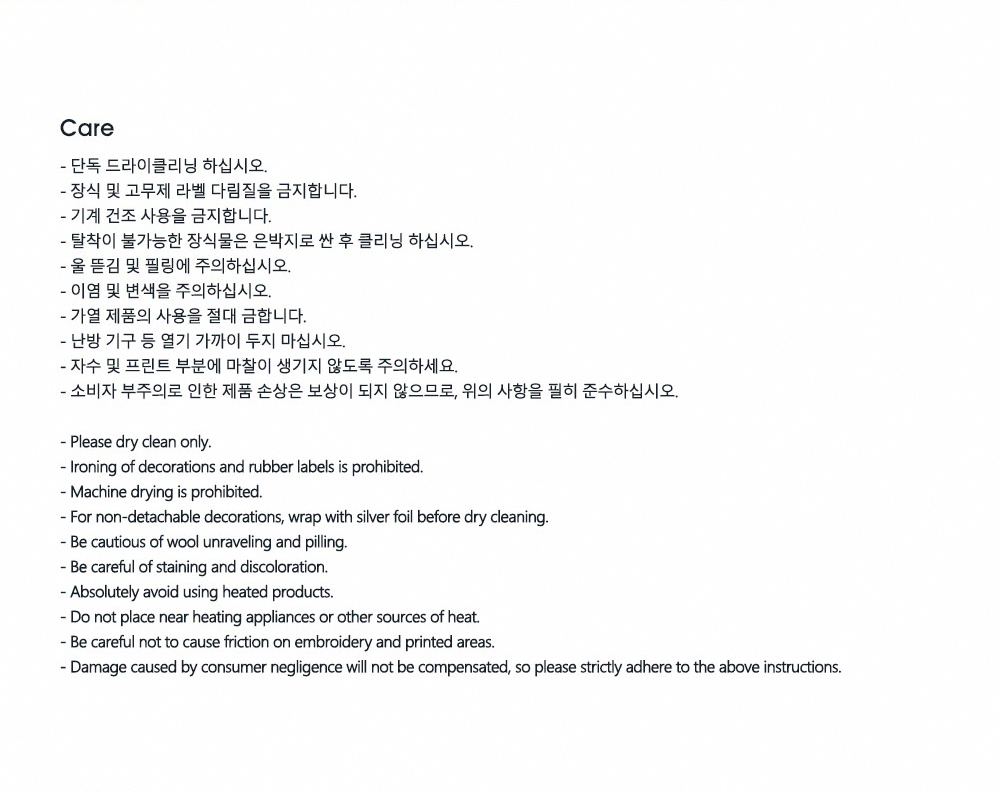 Care
- 단독 드라이클리닝 하십시오.
- 장식 및 고무제 라벨 다림질을 금지합니다.
- 기계 건조 사용을 금지합니다.
- 탈착이 불가능한 장식물은 은박지로 싼 후 클리닝 하십시오.
- 울 뜯김 및 필링에 주의하십시오.
- 이염 및 변색을 주의하십시오.
- 가열 제품의 사용을 절대 금합니다.
- 난방 기구 등 열기 가까이 두지 마십시오.
- 자수 및 프린트 부분에 마찰이 생기지 않도록 주의하세요.
- 소비자 부주의로 인한 제품 손상은 보상이 되지 않으므로, 위의 사항을 필히 준수하십시오.
- Please dry clean only.
- Ironing of decorations and rubber labels is prohibited.
- Machine drying is prohibited.
- For non-detachable decorations, wrap with silver foil before dry cleaning.
- Be cautious of wool unraveling and pilling.
- Be careful of staining and discoloration.
- Absolutely avoid using heated products.
- Do not place near heating appliances or other sources of heat.
- Be careful not to cause friction on embroidery and printed areas.
- Damage caused by consumer negligence will not be compensated, so please strictly adhere to the above instructions.